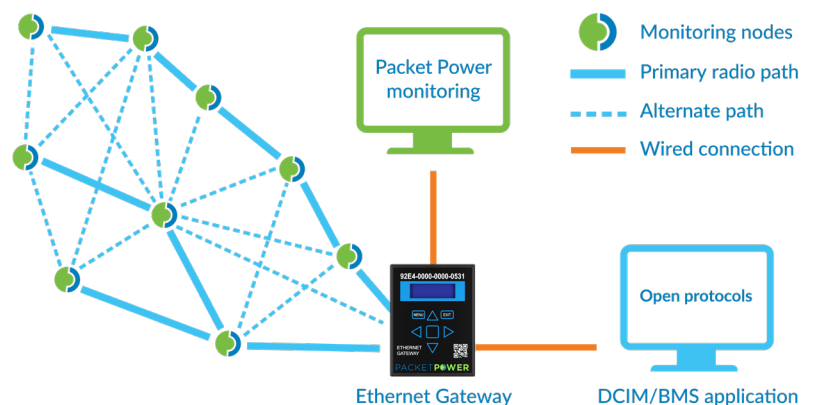 Monitoring nodes
Primary radio path
Alternate path
Wired connection
Packet Power
monitoring
92E4-0000-0000-0531
MENU
EXIT
ETHERNET
GATEWAY
PACKETPOWER
Ethernet Gateway
Open protocols
DCIM/BMS application